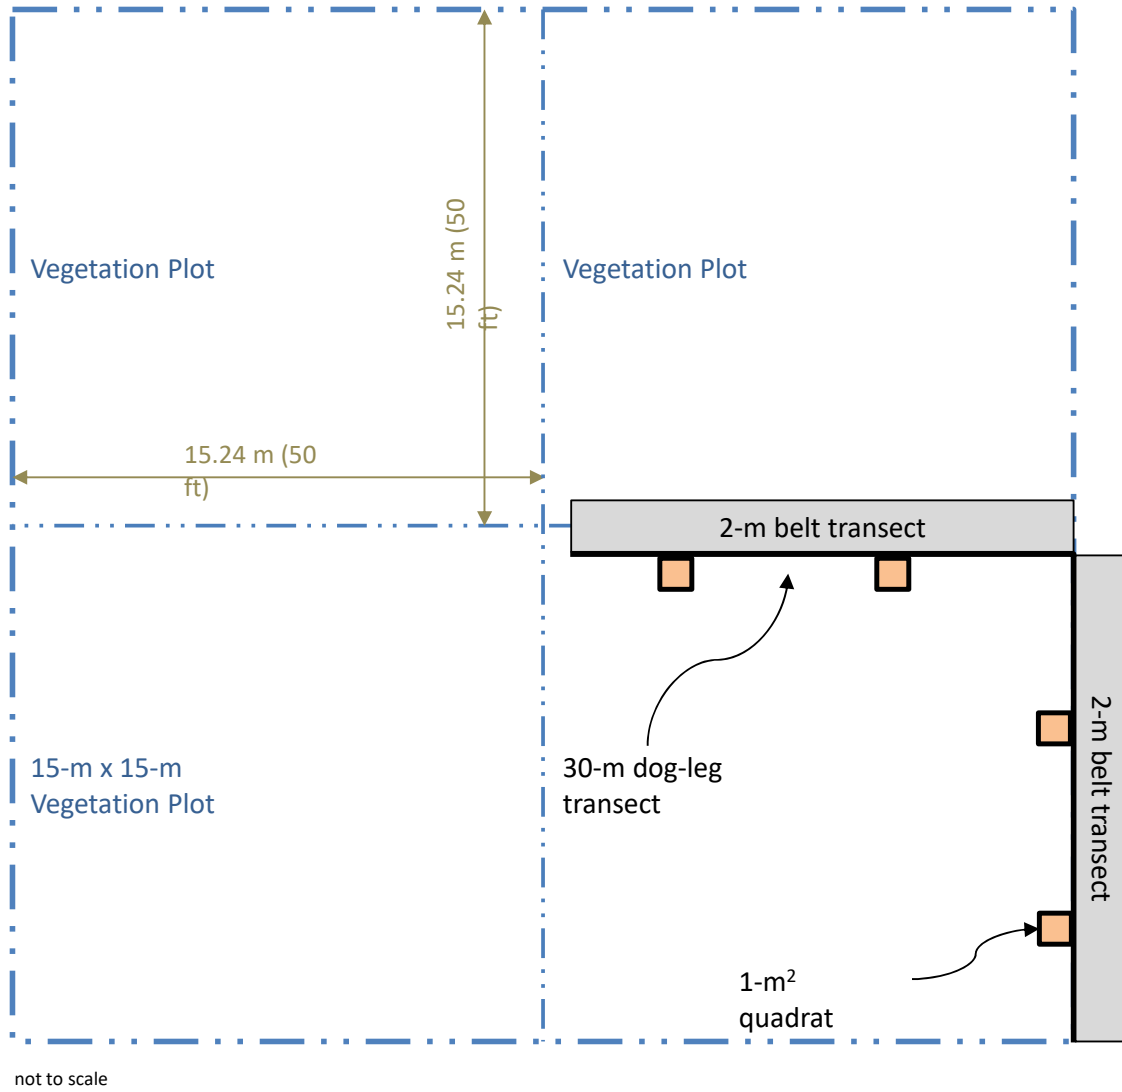 Vegetation Plot
15.24 m (50
ft)
Vegetation Plot
15.24 m (50
ft)
2-m belt transect
15-m x 15-m
Vegetation Plot
30-m dog-leg
transect
2-m belt transect
1-m²
quadrat
not to scale